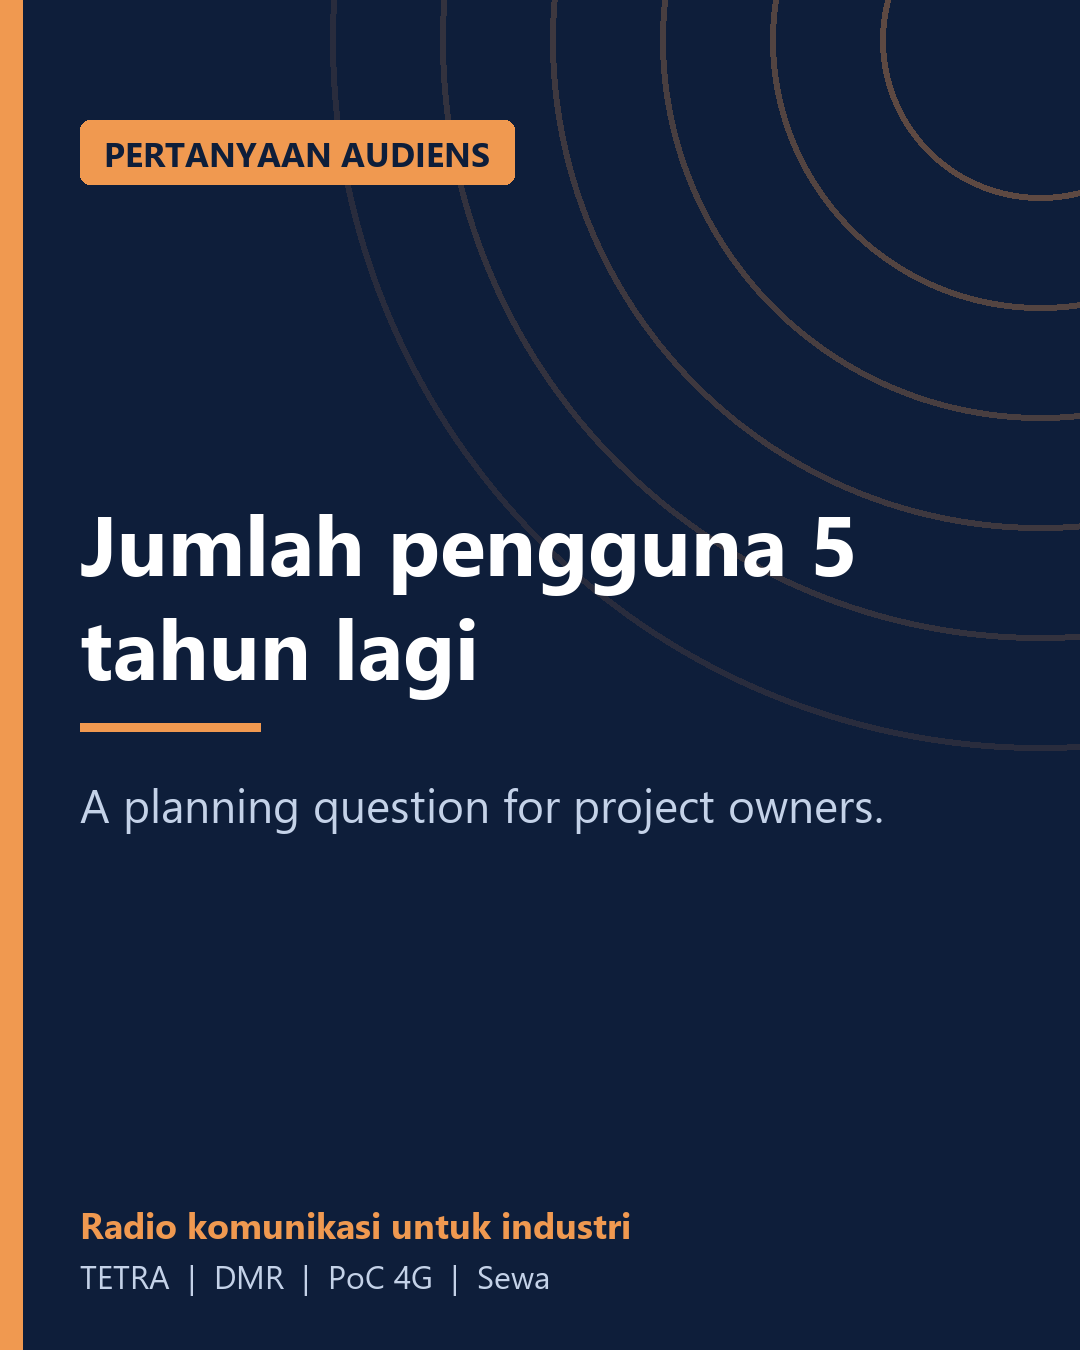 PERTANYAAN AUDIENS
Jumlah pengguna 5
tahun lagi
A planning question for project owners.
Radio komunikasi untuk industri
TETRA | DMR | PoC 4G | Sewa